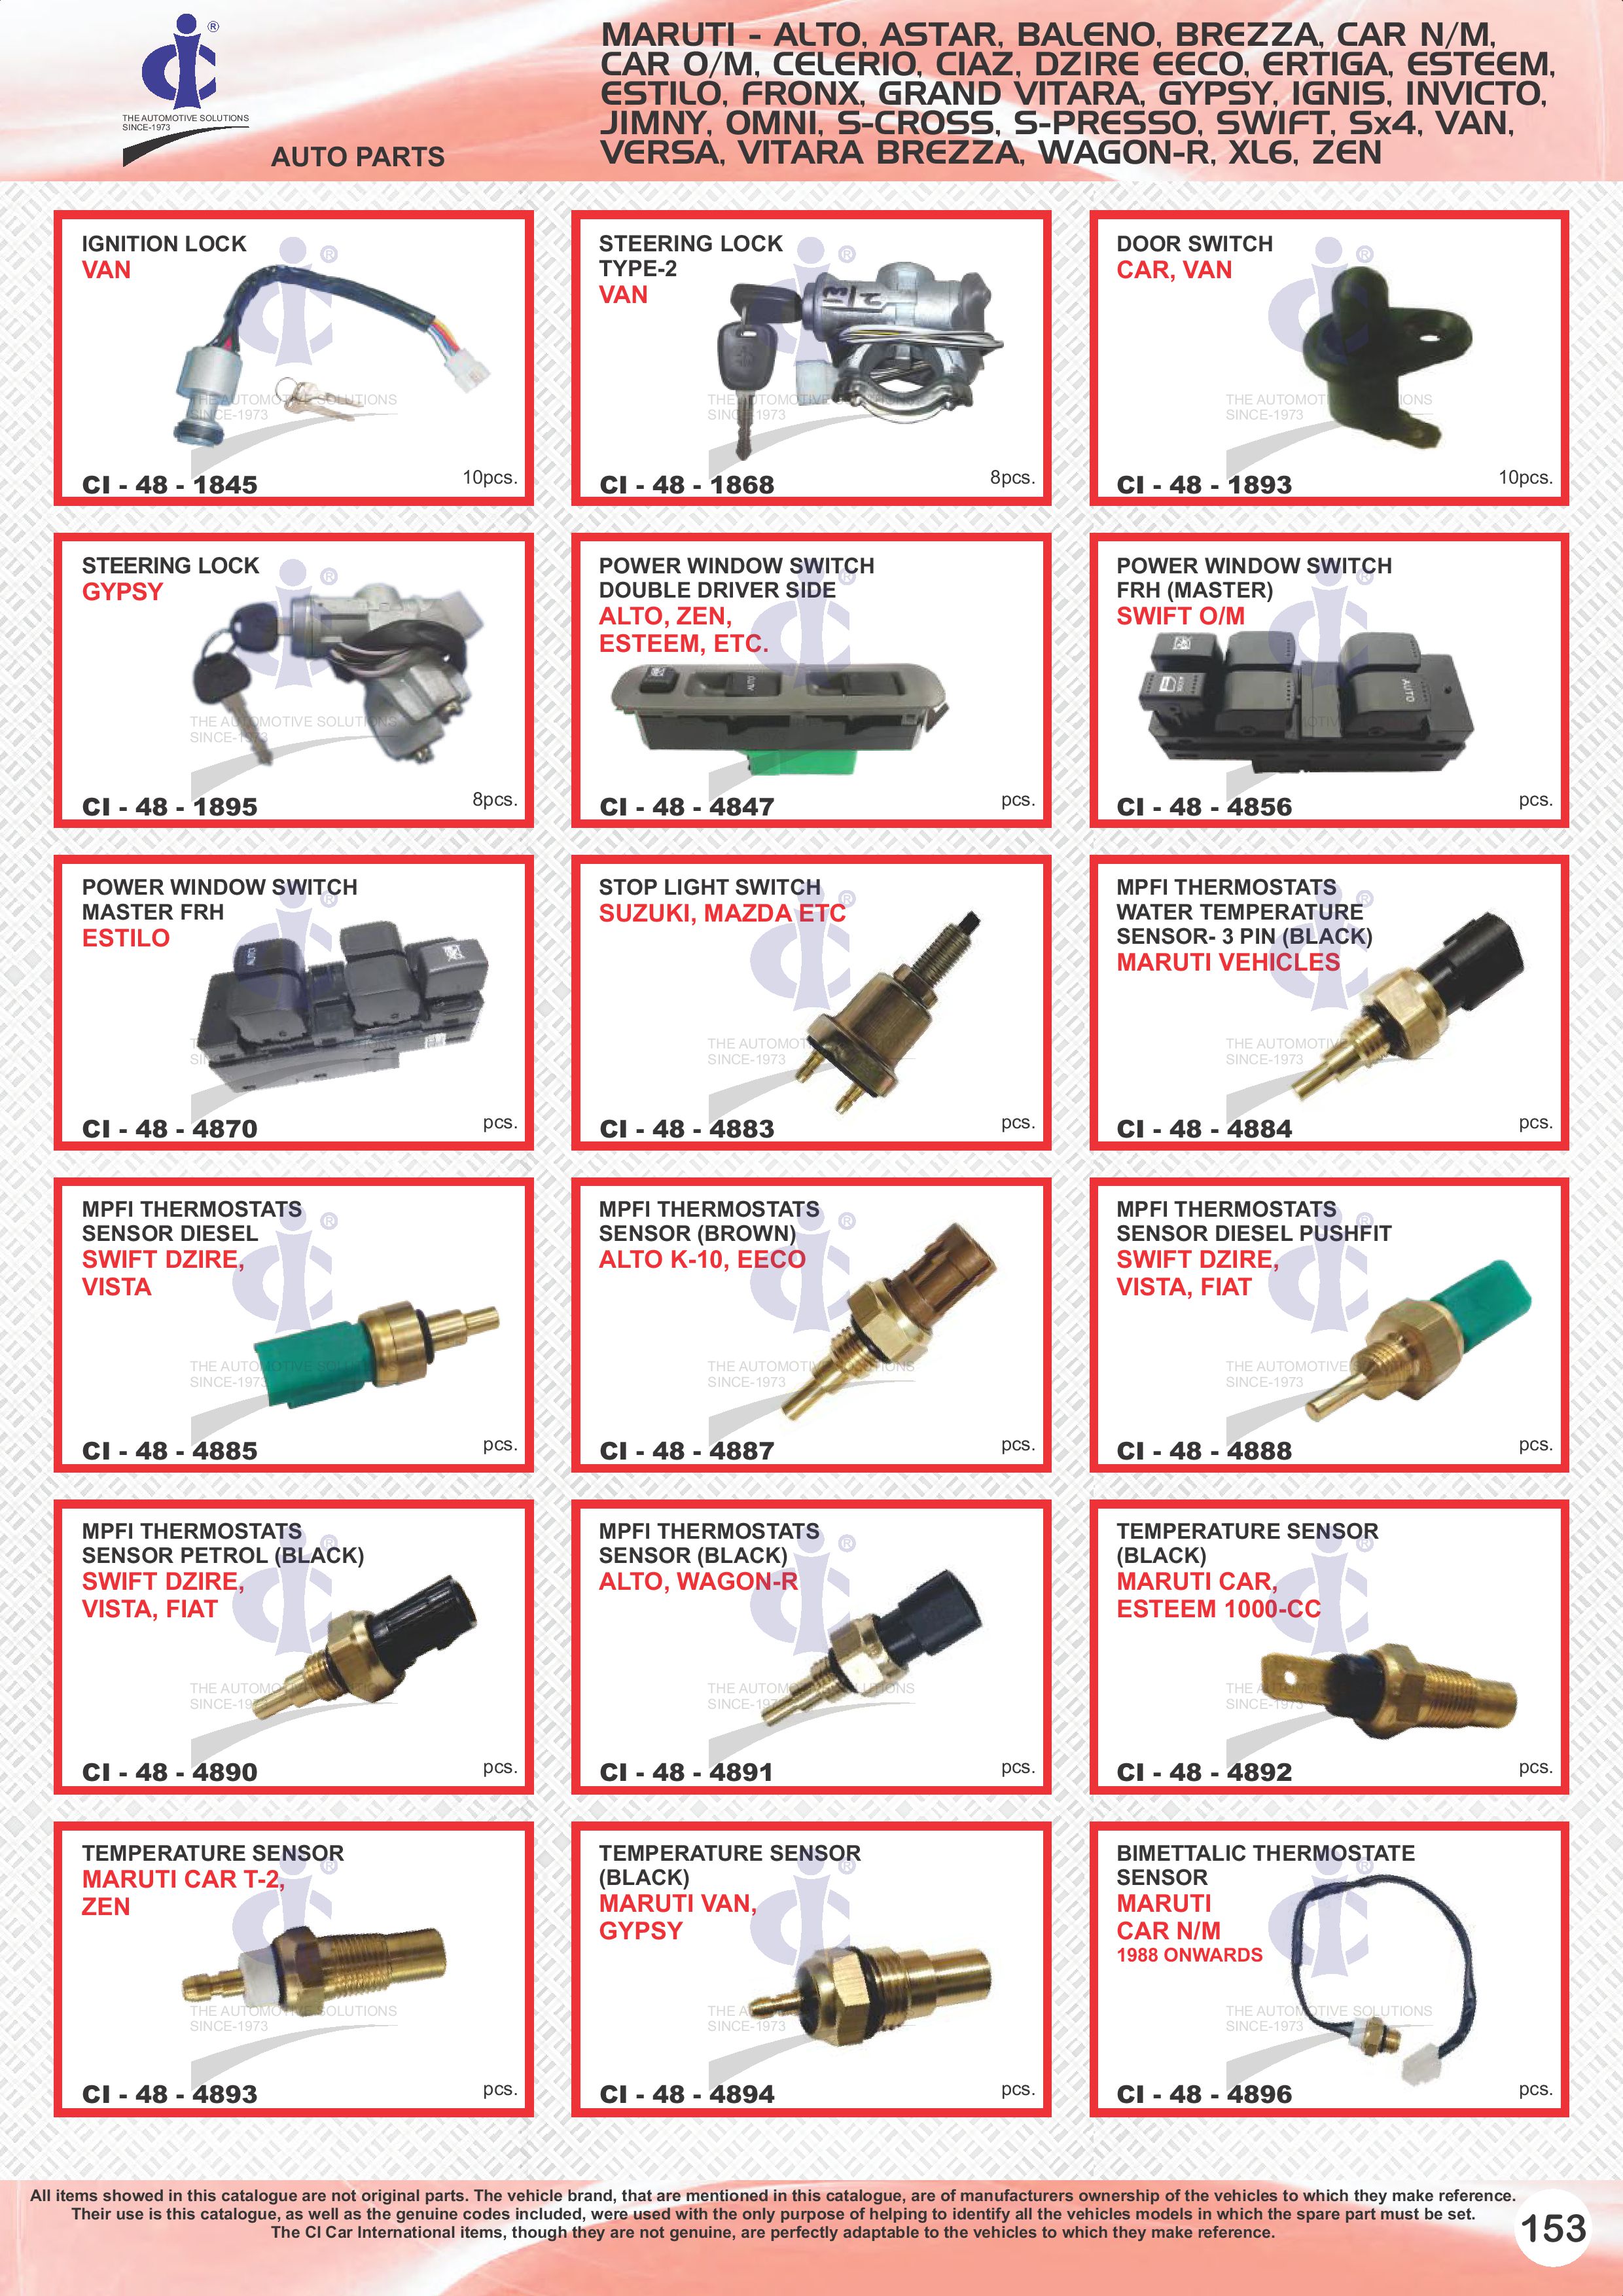 ®
THE AUTOMOTIVE SOLUTIONS
SINCE-1973
AUTO PARTS
MARUTI - ALTO, ASTAR, BALENO, BREZZA, CAR N/M,
CAR O/M, CELERIO, CIAZ, DZIRE EECO, ERTIGA, ESTEEM,
ESTILO, FRONX, GRAND VITARA, GYPSY, IGNIS, INVICTO,
JIMNY, OMNI, S-CROSS, S-PRESSO, SWIFT, Sx4, VAN,
VERSA, VITARA BREZZA, WAGON-R, XL6, ZEN
IGNITION LOCK
VAN
CI - 48 - 1845
10pcs.
STEERING LOCK
TYPE-2
VAN
CI - 48 - 1868
8pcs.
DOOR SWITCH
CAR, VAN
CI - 48 - 1893
10pcs.
STEERING LOCK
GYPSY
CI - 48 - 1895
8pcs.
POWER WINDOW SWITCH
DOUBLE DRIVER SIDE
ALTO, ZEN,
ESTEEM, ETC.
AUTO
CI - 48 - 4847
pcs.
POWER WINDOW SWITCH
FRH (MASTER)
SWIFT O/M
AUTO
CI - 48 - 4856
pcs.
POWER WINDOW SWITCH
MASTER FRH
ESTILO
AUTO
CI - 48 - 4870
pcs.
STOP LIGHT SWITCH
SUZUKI, MAZDA ETC
CI - 48 - 4883
pcs.
MPFI THERMOSTATS
WATER TEMPERATURE
SENSOR- 3 PIN (BLACK)
MARUTI VEHICLES
CI - 48 - 4884
pcs.
MPFI THERMOSTATS
SENSOR DIESEL
SWIFT DZIRE,
VISTA
CI - 48 - 4885
pcs.
MPFI THERMOSTATS
SENSOR (BROWN)
ALTO K-10, EECO
CI - 48 - 4887
pcs.
MPFI THERMOSTATS
SENSOR DIESEL PUSHFIT
SWIFT DZIRE,
VISTA, FIAT
CI - 48 - 4888
pcs.
MPFI THERMOSTATS
SENSOR PETROL (BLACK)
SWIFT DZIRE,
VISTA, FIAT
CI - 48 - 4890
pcs.
MPFI THERMOSTATS
SENSOR (BLACK)
ALTO, WAGON-R
CI - 48 - 4891
pcs.
TEMPERATURE SENSOR
(BLACK)
MARUTI CAR,
ESTEEM 1000-CC
CI - 48 - 4892
pcs.
TEMPERATURE SENSOR
MARUTI CAR T-2,
ZEN
CI - 48 - 4893
pcs.
TEMPERATURE SENSOR
(BLACK)
MARUTI VAN,
GYPSY
CI - 48 - 4894
pcs.
BIMETTALIC THERMOSTATE
SENSOR
MARUTI
CAR N/M
1988 ONWARDS
CI - 48 - 4896
pcs.
All items showed in this catalogue are not original parts. The vehicle brand, that are mentioned in this catalogue, are of manufacturers ownership of the vehicles to which they make reference.
Their use is this catalogue, as well as the genuine codes included, were used with the only purpose of helping to identify all the vehicles models in which the spare part must be set.
The CI Car International items, though they are not genuine, are perfectly adaptable to the vehicles to which they make reference.
153